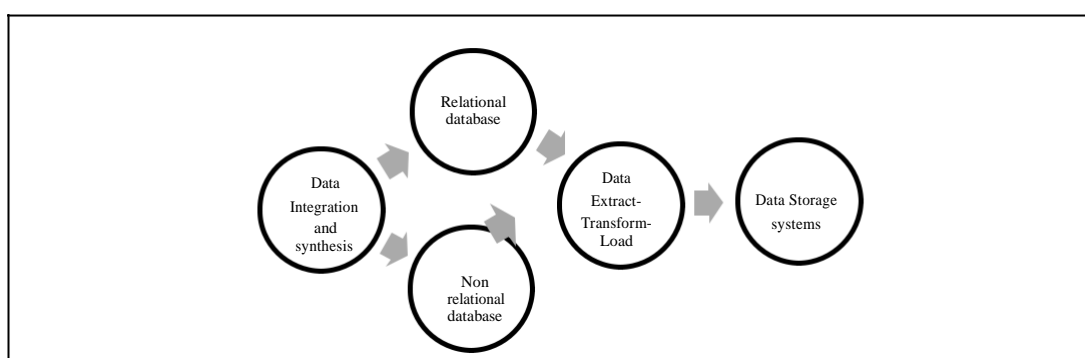 Relational
database
Data
Integration
and
synthesis
Data
Extract-
Transform-
Load
Data Storage
systems
Non
relational
database